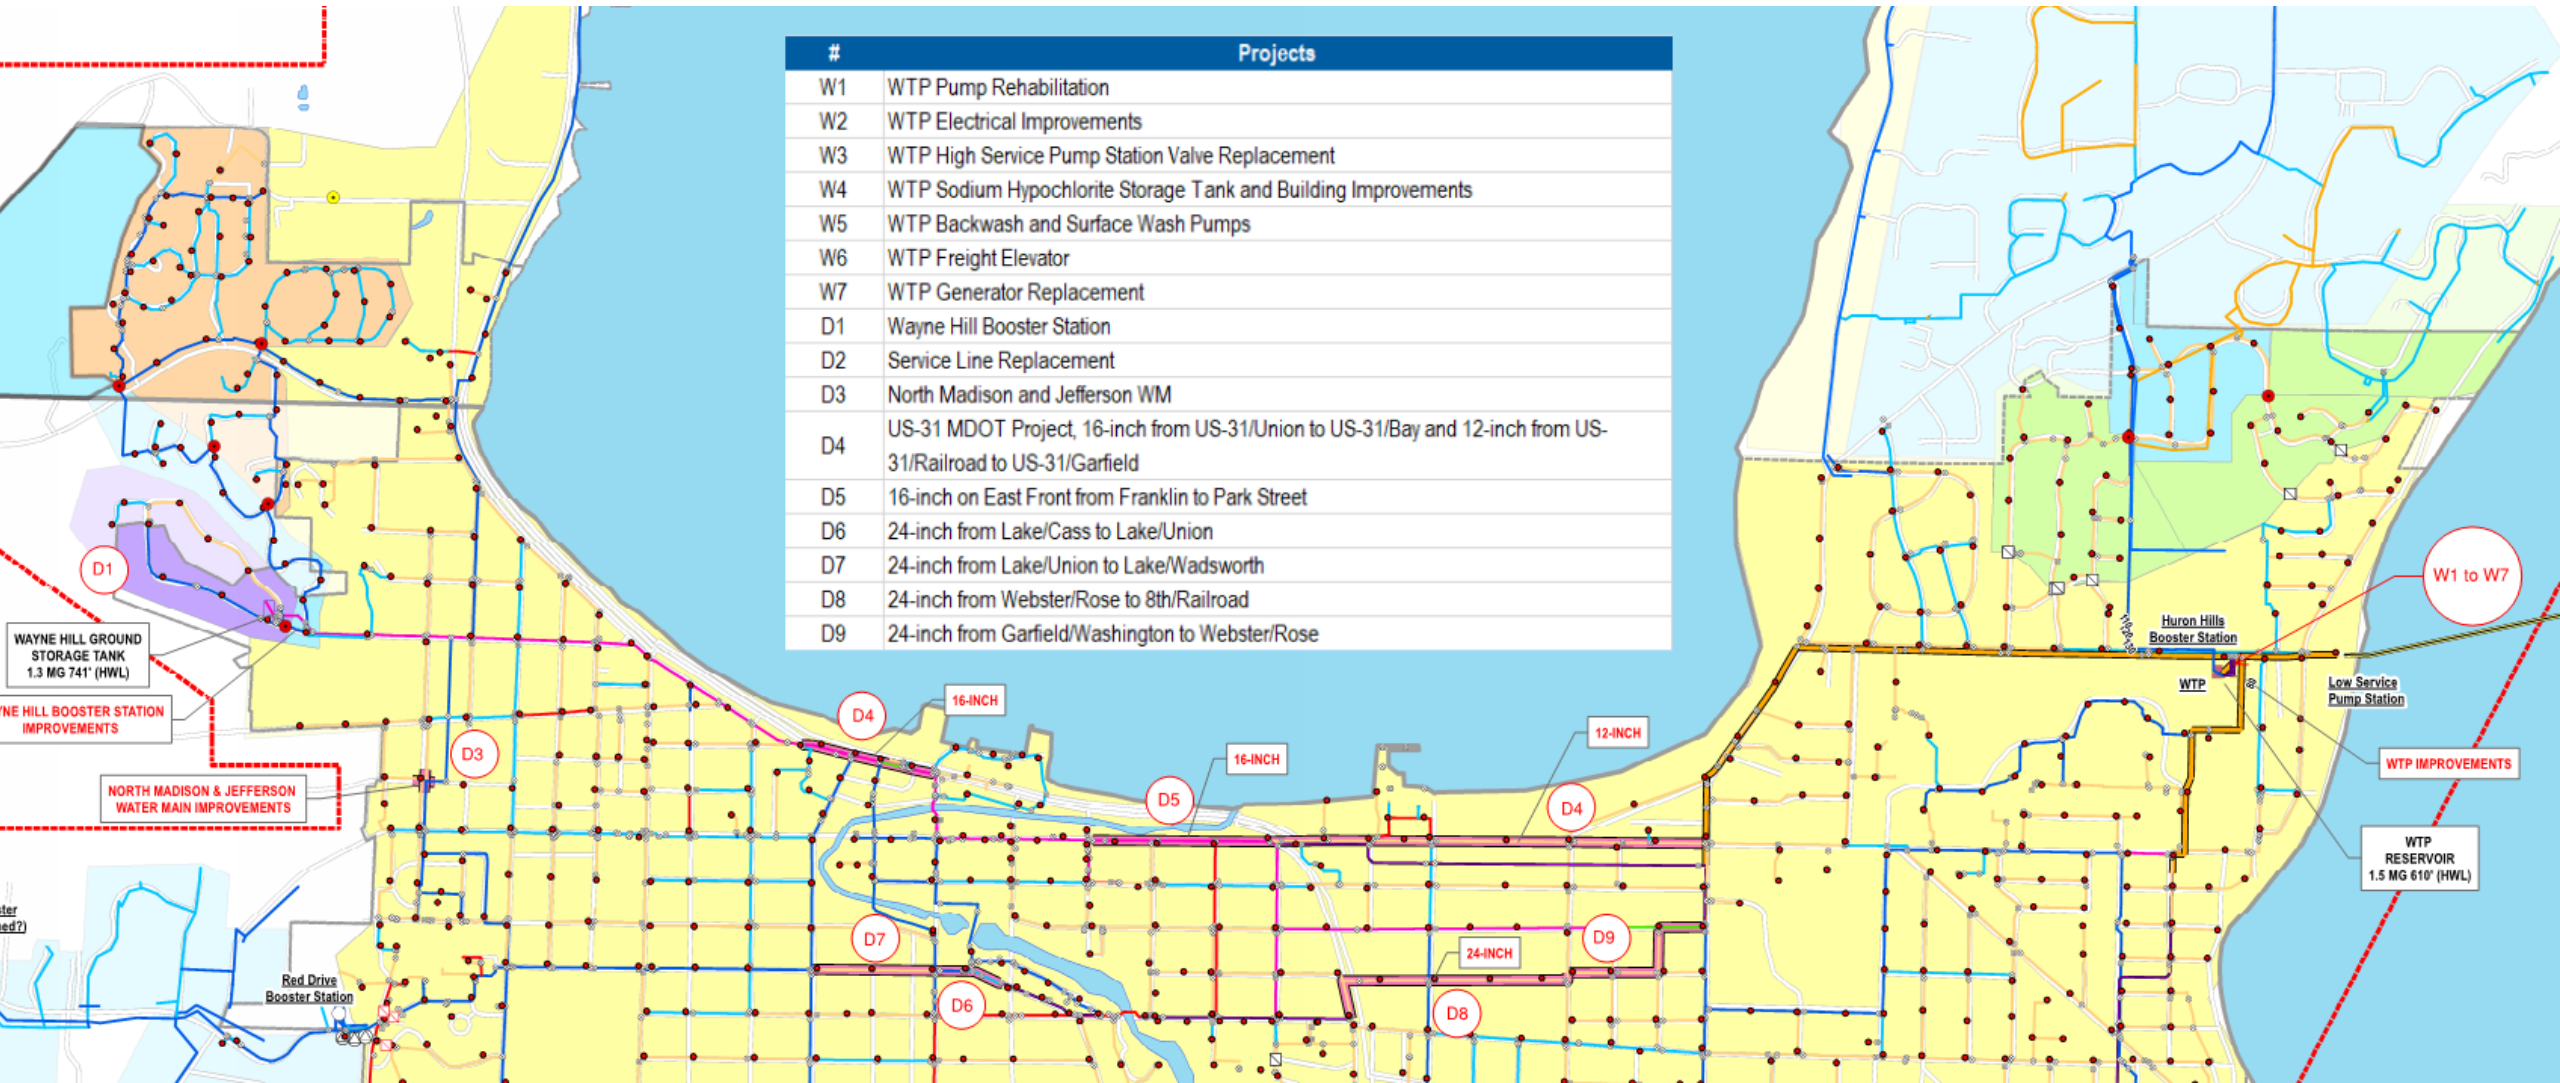 # Projects
W1 WTP Pump Rehabilitation
W2 WTP Electrical Improvements
W3 WTP High Service Pump Station Valve Replacement
W4 WTP Sodium Hypochlorite Storage Tank and Building Improvements
W5 WTP Backwash and Surface Wash Pumps
W6 WTP Freight Elevator
W7 WTP Generator Replacement
D1 Wayne Hill Booster Station
D2 Service Line Replacement
D3 North Madison and Jefferson WM
D4 US-31 MDOT Project, 16-inch from US-31/Union to US-31/Bay and 12-inch from US-
31/Railroad to US-31/Garfield
D5 16-inch on East Front from Franklin to Park Street
D6 24-inch from Lake/Cass to Lake/Union
D7 24-inch from Lake/Union to Lake/Wadsworth
D8 24-inch from Webster/Rose to 8th/Railroad
D9 24-inch from Garfield/Washington to Webster/Rose
D1
WAYNE HILL GROUND
STORAGE TANK
1.3 MG 741' (HWL)
YNE HILL BOOSTER STATION
IMPROVEMENTS
D3
NORTH MADISON & JEFFERSON
WATER MAIN IMPROVEMENTS
D4
16-INCH
D5
16-INCH
12-INCH
D4
W1 to W7
Huron Hills
Booster Station
WTP
60
Low Service
Pump Station
WTP IMPROVEMENTS
WTP
RESERVOIR
1.5 MG 610' (HWL)
ster
ed?)
Red Drive
Booster Station
D7
D6
D9
24-INCH
D8